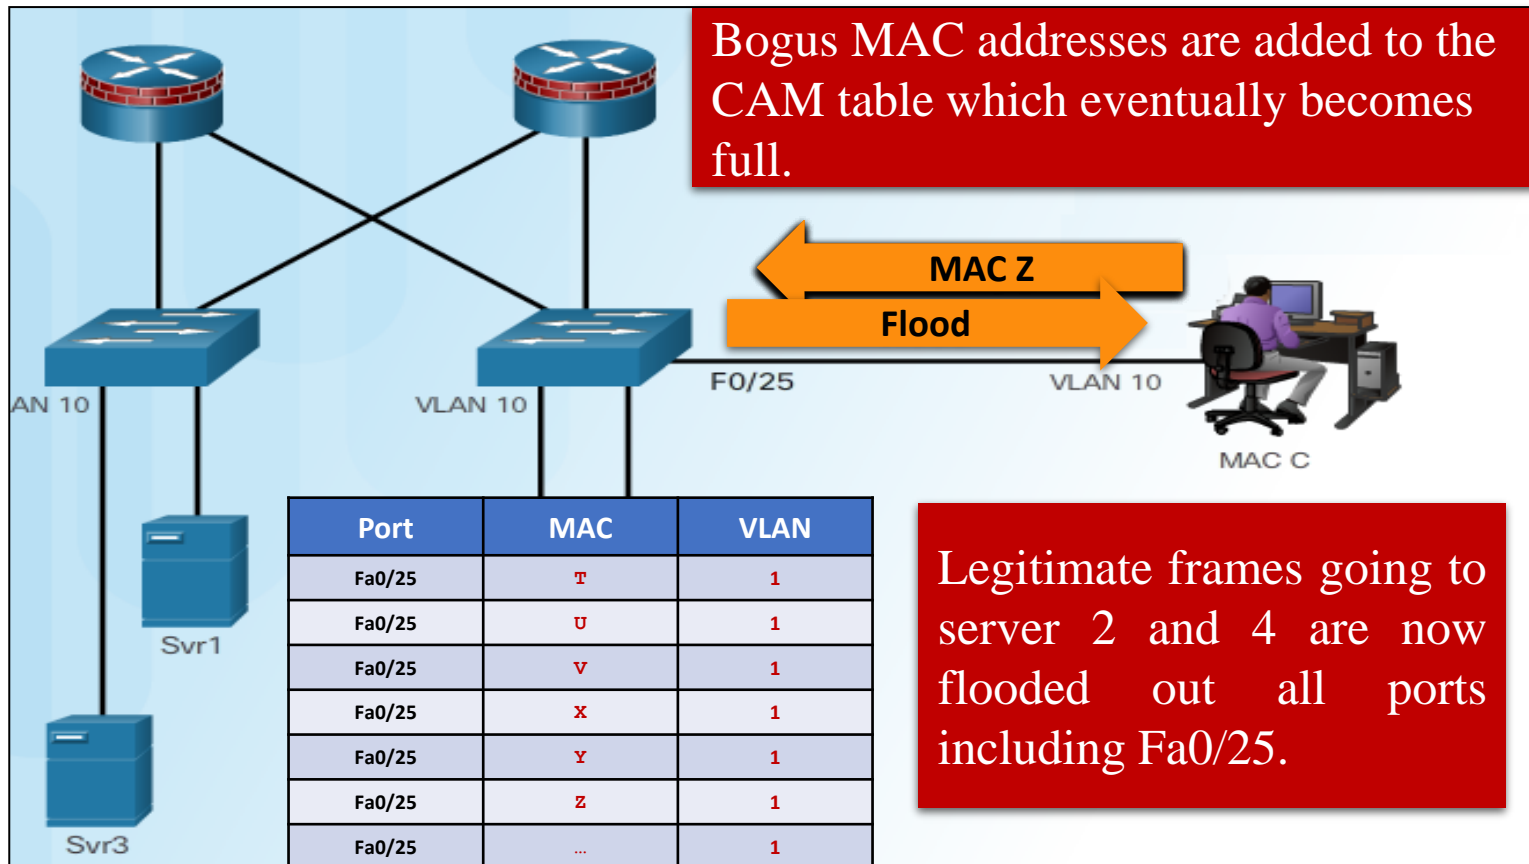 Bogus MAC addresses are added to the
CAM table which eventually becomes
full.
MAC Z
Flood
F0/25
VLAN 10
MAC C
AN 10
VLAN 10
Svr1
Svr3
Port MAC VLAN
Fa0/25 T 1
Fa0/25 U 1
Fa0/25 V 1
Fa0/25 X 1
Fa0/25 Y 1
Fa0/25 Z 1
Fa0/25 ... 1
Legitimate frames going to
server 2 and 4 are now
flooded out all ports
including Fa0/25.